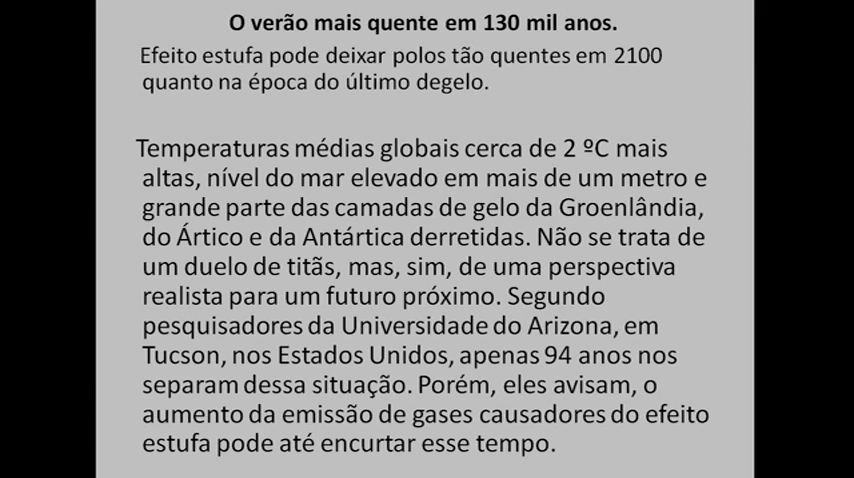 O verão mais quente em 130 mil anos.
Efeito estufa pode deixar polos tão quentes em 2100
quanto na época do último degelo.
Temperaturas médias globais cerca de 2 ºC mais
altas, nível do mar elevado em mais de um metro e
grande parte das camadas de gelo da Groenlândia,
do Ártico e da Antártica derretidas. Não se trata de
um duelo de titãs, mas, sim, de uma perspectiva
realista para um futuro próximo. Segundo
pesquisadores da Universidade do Arizona, em
Tucson, nos Estados Unidos, apenas 94 anos nos
separam dessa situação. Porém, eles avisam, o
aumento da emissão de gases causadores do efeito
estufa pode até encurtar esse tempo.